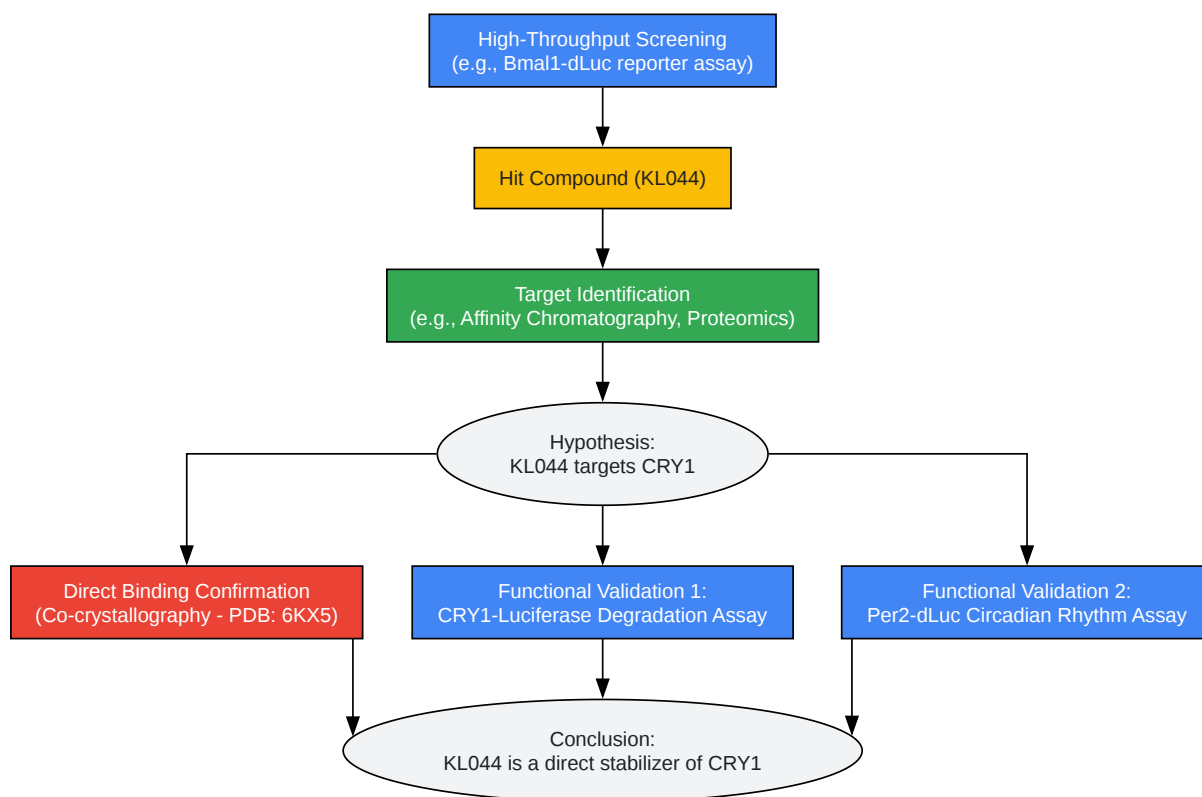 High-Throughput Screening
(e.g., Bmal1-dLuc reporter assay)
Hit Compound (KL044)
Target Identification
(e.g., Affinity Chromatography, Proteomics)
Hypothesis:
KL044 targets CRY1
Direct Binding Confirmation
(Co-crystallography - PDB: 6KX5)
Functional Validation 1:
CRY1-Luciferase Degradation Assay
Functional Validation 2:
Per2-dLuc Circadian Rhythm Assay
Conclusion:
KL044 is a direct stabilizer of CRY1